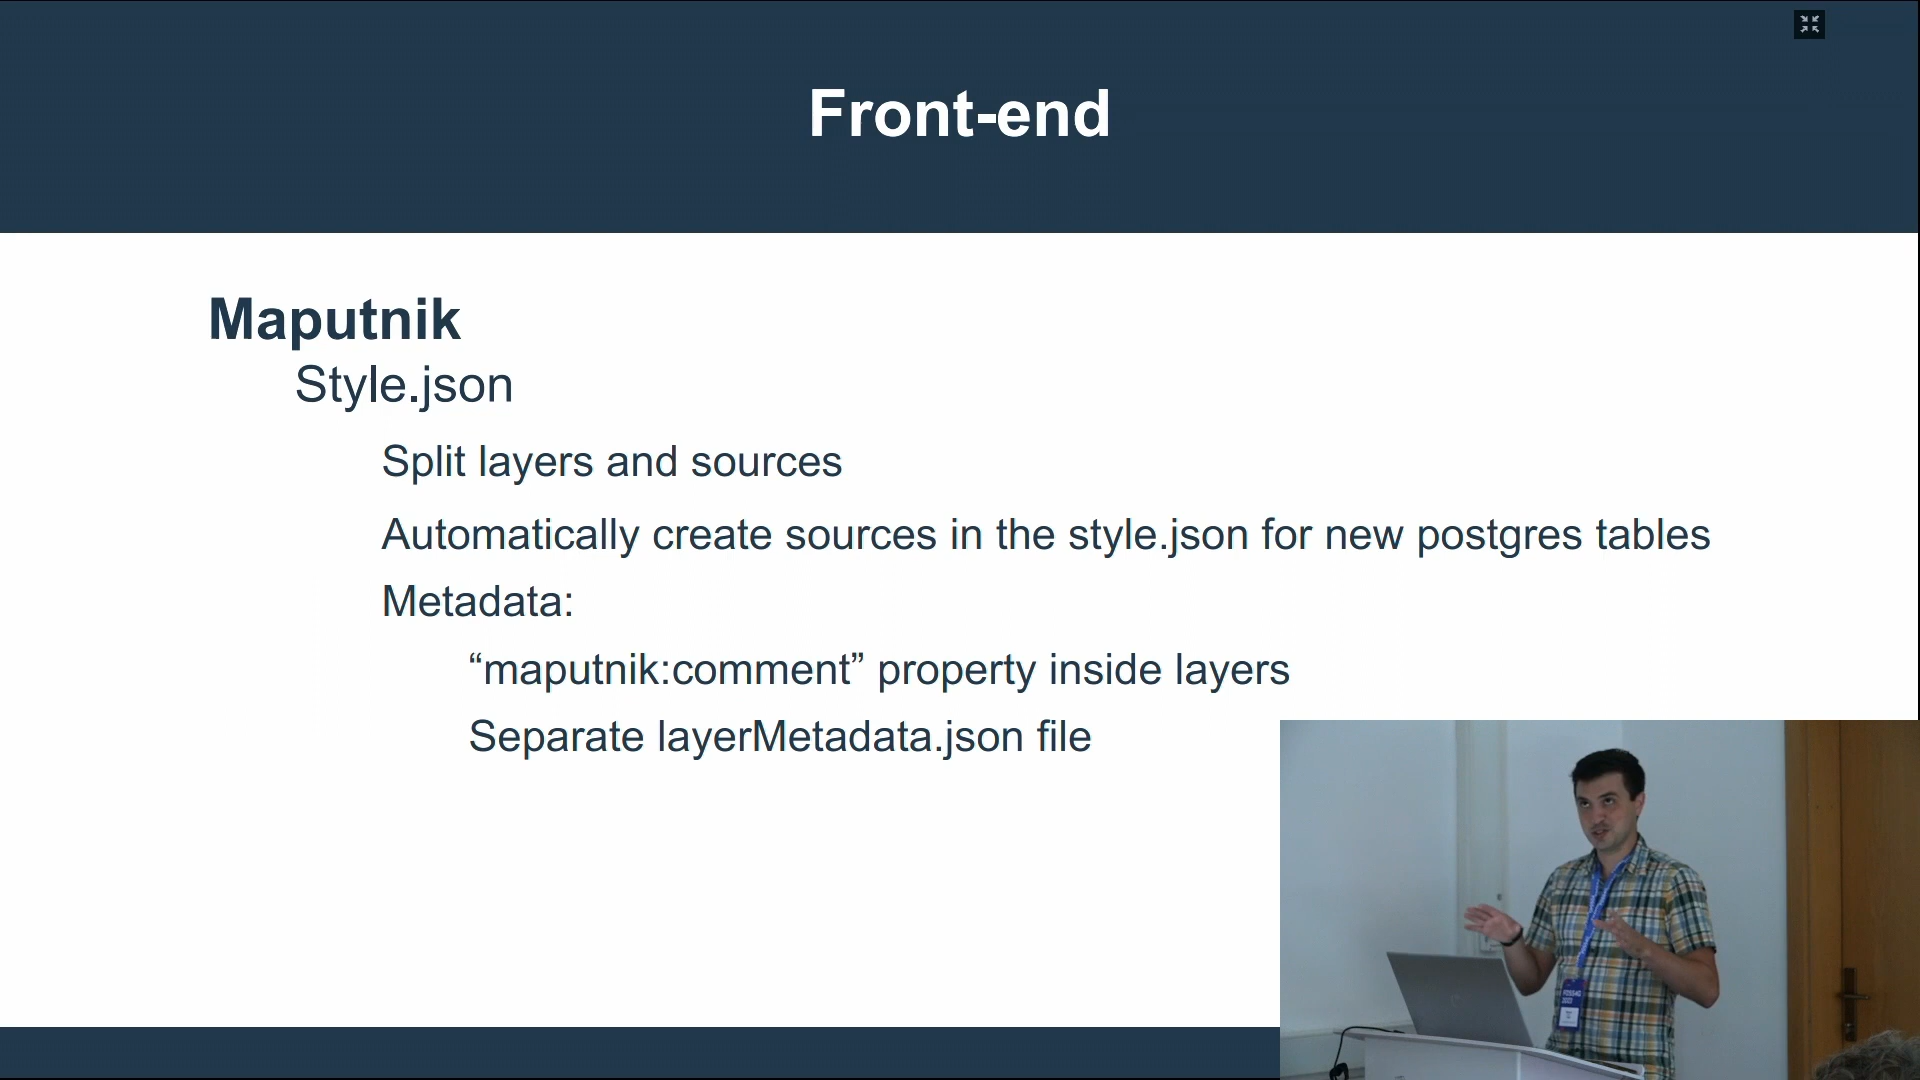 Front-end
Maputnik
Style.json
Split layers and sources
Automatically create sources in the style.json for new postgres tables
Metadata:
“maputnik:comment” property inside layers
Separate layerMetadata.json file